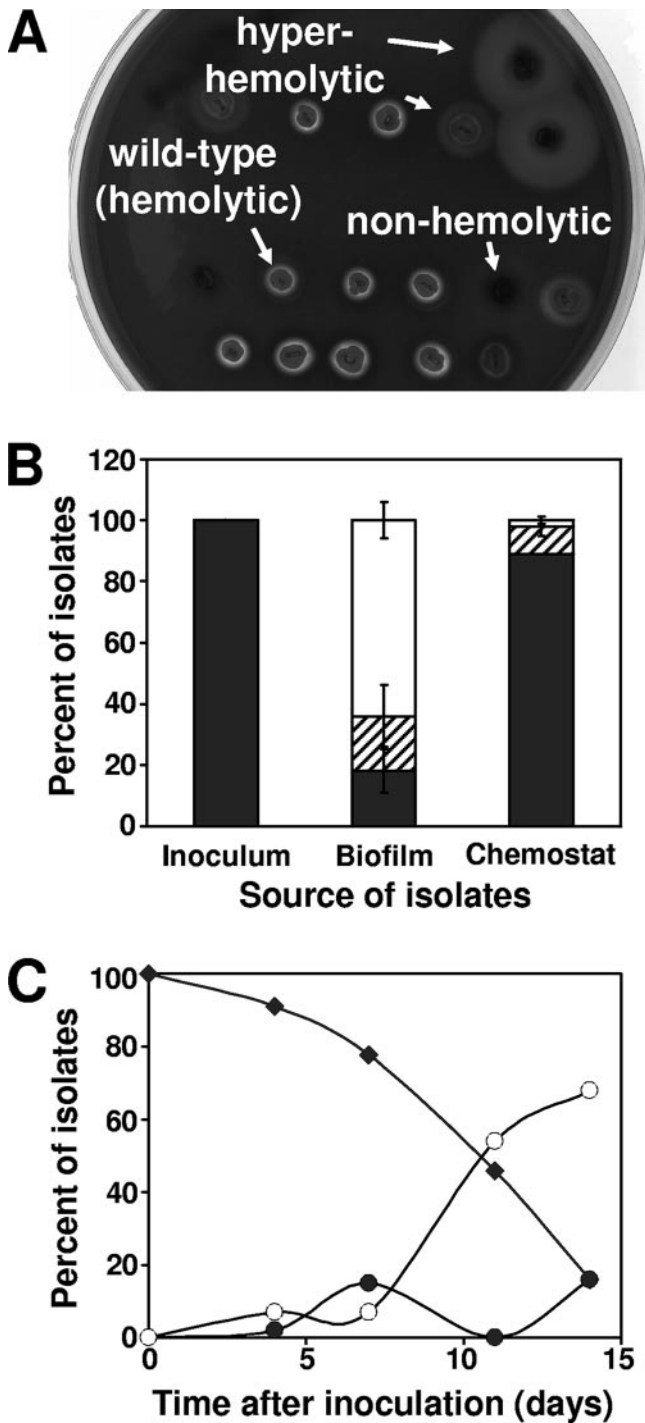 A
hyper-
hemolytic
wild-type
(hemolytic)
non-hemolytic
B
Percent of isolates
120
100
80
60
40
20
0
Inoculum Biofilm Chemostat
Source of isolates
C
Percent of isolates
100
80
60
40
20
0
0 5 10 15
Time after inoculation (days)